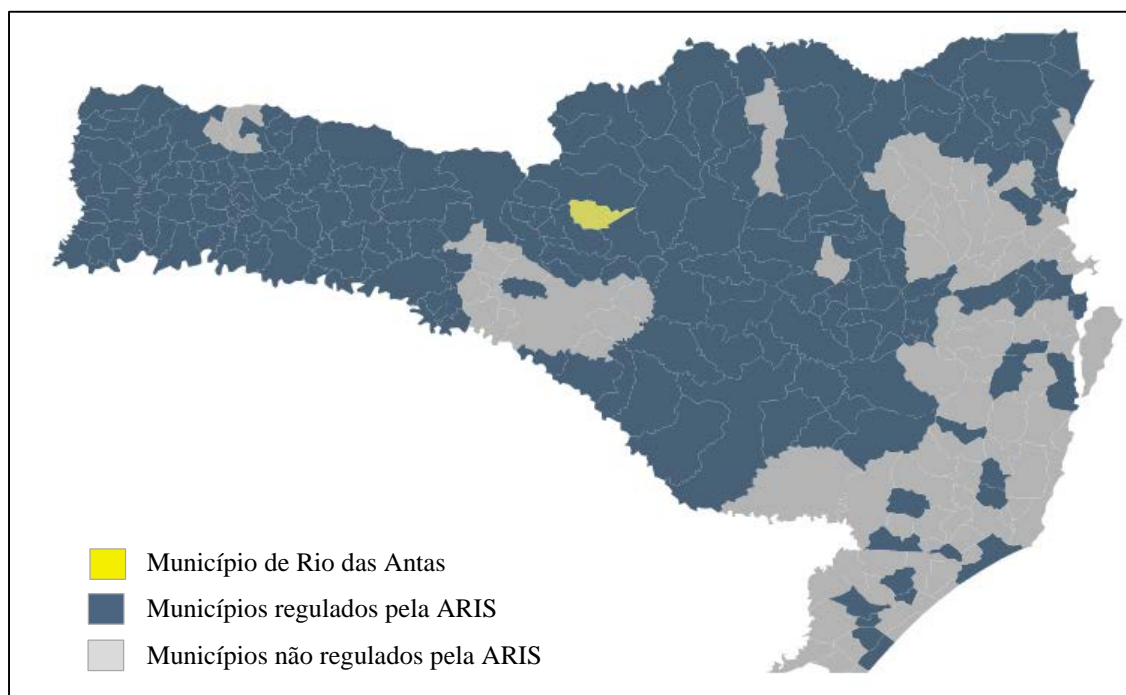 Município de Rio das Antas
Municípios regulados pela ARIS
Municípios não regulados pela ARIS